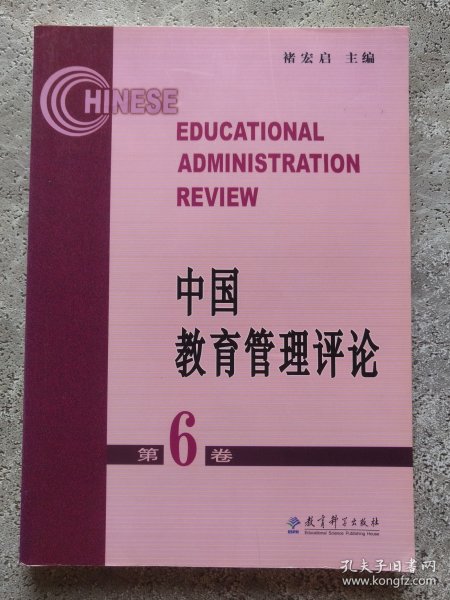 褚宏启 主编
CHINESE
EDUCATIONAL
ADMINISTRATION
REVIEW
中国
教育管理评论
第6卷
教育科学出版社
Educational Science Publishing House
孔夫子旧书网
www.kongfz.com